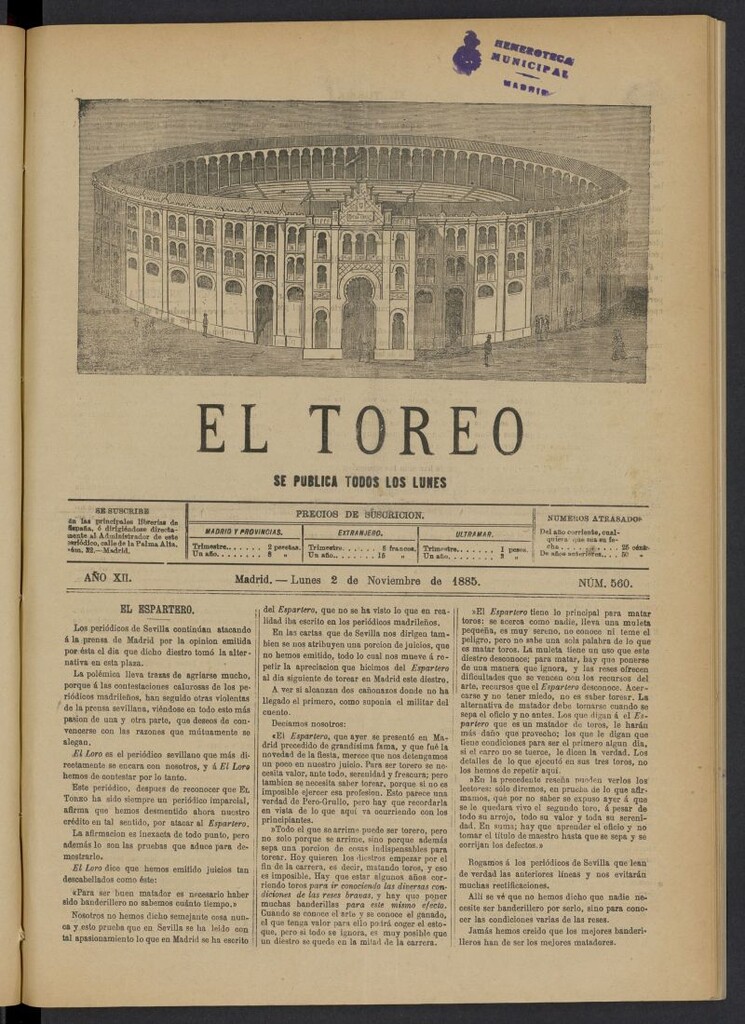 HEMEROTECA
MUNICIPAL
MADRID
EL TOREO
SE PUBLICA TODOS LOS LUNES
SE SUSCRIBE
En las principales librerías de
España, ó dirigiéndose directa-
mente al Administrador de este
periódico, calle de la Palma Alta,
núm. 32.—Madrid.
PRECIOS DE SUSCRICION.
MADRID Y PROVINCIAS.
Trimestre...... 2 pesetas.
Un año......... 8 »
EXTRANJERO.
Trimestre...... 5 francos.
Un año......... 15 »
ULTRAMAR.
Trimestre...... 1 peso.
Un año......... 3 »
NÚMEROS ATRASADOS
Del año corriente, cual-
quiera que sea su fe-
cha........ 25 cénts.
De años anteriores.. 50 »
AÑO XII.
Madrid.—Lunes 2 de Noviembre de 1885.
NÚM. 560.
EL ESPARTERO.
Los periódicos de Sevilla continúan atacando
á la prensa de Madrid por la opinion emitida
por ésta el dia que dicho diestro tomó la alter-
nativa en esta plaza.
La polémica lleva trazas de agriarse mucho,
porque á las contestaciones calurosas de los pe-
riódicos madrileños, han seguido otras violentas
de la prensa sevillana, viéndose en todo esto más
pasion de una y otra parte, que deseos de con-
vencerse con las razones que mútuamente se
alegan.
El Loro es el periódico sevillano que más di-
rectamente se encara con nosotros, y á El Loro
hemos de contestar por lo tanto.
Este periódico, despues de reconocer que EL
TOREO ha sido siempre un periódico imparcial,
afirma que hemos desmentido ahora nuestro
crédito en tal sentido, por atacar al Espartero.
La afirmacion es inexacta de todo punto, pero
además lo son las pruebas que aduce para de-
mostrarlo.
El Loro dice que hemos emitido juicios tan
descabellados como éste:
«Para ser buen matador es necesario haber
sido banderillero no sabemos cuánto tiempo.»
Nosotros no hemos dicho semejante cosa nun-
ca y esto prueba que en Sevilla se ha leido con
tal apasionamiento lo que en Madrid se ha escrito
del Espartero, que no se ha visto lo que en rea-
lidad iba escrito en los periódicos madrileños.
En las cartas que de Sevilla nos dirigen tam-
bien se nos atribuyen una porcion de juicios, que
no hemos emitido, todo lo cual nos mueve á re-
petir la apreciacion que hicimos del Espartero
al dia siguiente de torear en Madrid este diestro.
A ver si alcanzan dos cañonazos donde no ha
llegado el primero, como suponia el militar del
cuento.
Deciamos nosotros:
«El Espartero, que ayer se presentó en Ma-
drid precedido de grandísima fama, y que fué la
novedad de la fiesta, merece que nos detengamos
un poco en nuestro juicio. Para ser torero se ne-
cesita valor, ante todo, serenidad y frescura; pero
tambien se necesita saber torear, porque si no es
imposible ejercer esa profesion. Esto parece una
verdad de Pero-Grullo, pero hay que recordarla
en vista de lo que aquí va ocurriendo con los
principiantes.
»Todo el que se arrime puede ser torero, pero
no solo porque se arrime, sino porque además
sepa una porcion de cosas indispensables para
torear. Hoy quieren los diestros empezar por el
fin de la carrera, es decir, matando toros, y eso
es imposible. Hay que estar algunos años cor-
riendo toros para ir conociendo las diversas con-
diciones de las reses bravas, y hay que poner
muchas banderillas para este mismo efecto.
Cuando se conoce el arte y se conoce el ganado,
el que tenga valor para ello podrá coger el esto-
que, pero si todo se ignora, es muy posible que
un diestro se quede en la mitad de la carrera.
»El Espartero tiene lo principal para matar
toros: se acerca como nadie, lleva una muleta
pequeña, es muy sereno, no conoce ni teme el
peligro, pero no sabe una sola palabra de lo que
es matar toros. La muleta tiene un uso que este
diestro desconoce; para matar, hay que ponerse
de una manera que ignora, y las reses ofrecen
dificultades que se vencen con los recursos del
arte, recursos que el Espartero desconoce. Acer-
carse y no tener miedo, no es saber torear. La
alternativa de matador debe tomarse cuando se
sepa el oficio y no antes. Los que digan á el Es-
partero que es un matador de toros, le harán
más daño que provecho; los que le digan que
tiene condiciones para ser el primero algun dia,
si el carro no se tuerce, le dicen la verdad. Los
detalles de lo que ejecutó en sus tres toros, no
los hemos de repetir aquí.
»En la precedente reseña pueden verlos los
lectores: sólo diremos, en prueba de lo que afir-
mamos, que por no saber se expuso ayer á que
se le quedara vivo el segundo toro, á pesar de
todo su arrojo, todo su valor y toda su sereni-
dad. En suma; hay que aprender el oficio y no
tomar el título de maestro hasta que se sepa y se
corrijan los defectos.»
Rogamos á los periódicos de Sevilla que lean
de verdad las anteriores líneas y nos evitarán
muchas rectificaciones.
Allí se vé que no hemos dicho que nadie ne-
cesite ser banderillero por serlo, sino para cono-
cer las condiciones varias de las reses.
Jamás hemos creido que los mejores banderi-
lleros han de ser los mejores matadores.